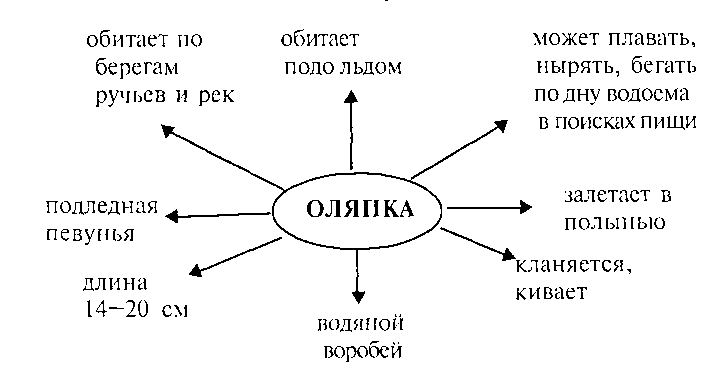 обитает по
берегам
ручьев и рек
обитает
подо льдом
может плавать,
нырять, бегать
по дну водоема
в поисках пищи
подледная
певунья
ОЛЯПКА
залетает в
полынью
длина
14–20 см
кланяется,
кивает
водяной
воробей